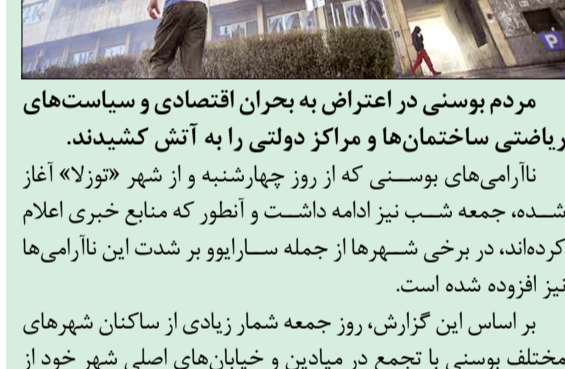 P
مردم بوسنی در اعتراض به بحران اقتصادی و سیاست‌های
ریاضتی ساختمان‌ها و مراکز دولتی را به آتش کشیدند.
ناآرامی‌های بوسنی که از روز چهارشنبه و از شهر «توزلا» آغاز
شده، جمعه شب نیز ادامه داشت و آنطور که منابع خبری اعلام
کرده‌اند، در برخی شهرها از جمله سارایوو بر شدت این ناآرامی‌ها
نیز افزوده شده است.
بر اساس این گزارش، روز جمعه شمار زیادی از ساکنان شهرهای
مختلف بوسنی با تجمع در میادین و خیابان‌های اصلی شهر خود از